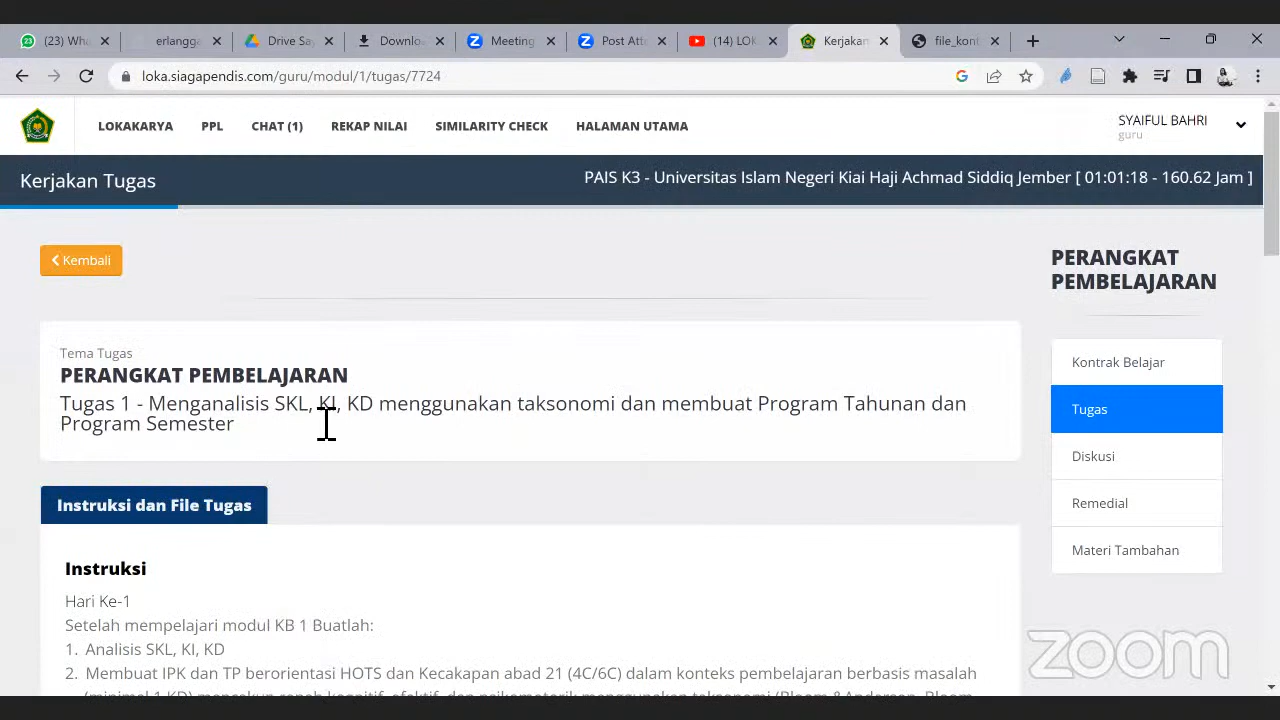 (23) Wha
erlangga
Drive Say
Downlo
Meeting
Post Att
(14) LOK
Kerjakan
file_kont
loka.siagapendis.com/guru/modul/1/tugas/7724
LOKAKARYA PPL CHAT (1) REKAP NILAI SIMILARITY CHECK HALAMAN UTAMA
SYAIFUL BAHRI
guru
Kerjakan Tugas
PAIS K3 - Universitas Islam Negeri Kiai Haji Achmad Siddiq Jember [ 01:01:18 - 160.62 Jam ]
Kembali
Tema Tugas
PERANGKAT PEMBELAJARAN
Tugas 1 - Menganalisis SKL, KI, KD menggunakan taksonomi dan membuat Program Tahunan dan
Program Semester
Instruksi dan File Tugas
Instruksi
Hari Ke-1
Setelah mempelajari modul KB 1 Buatlah:
1. Analisis SKL, KI, KD
2. Membuat IPK dan TP berorientasi HOTS dan Kecakapan abad 21 (4C/6C) dalam konteks pembelajaran berbasis masalah
PERANGKAT
PEMBELAJARAN
Kontrak Belajar
Tugas
Diskusi
Remedial
Materi Tambahan
zoom